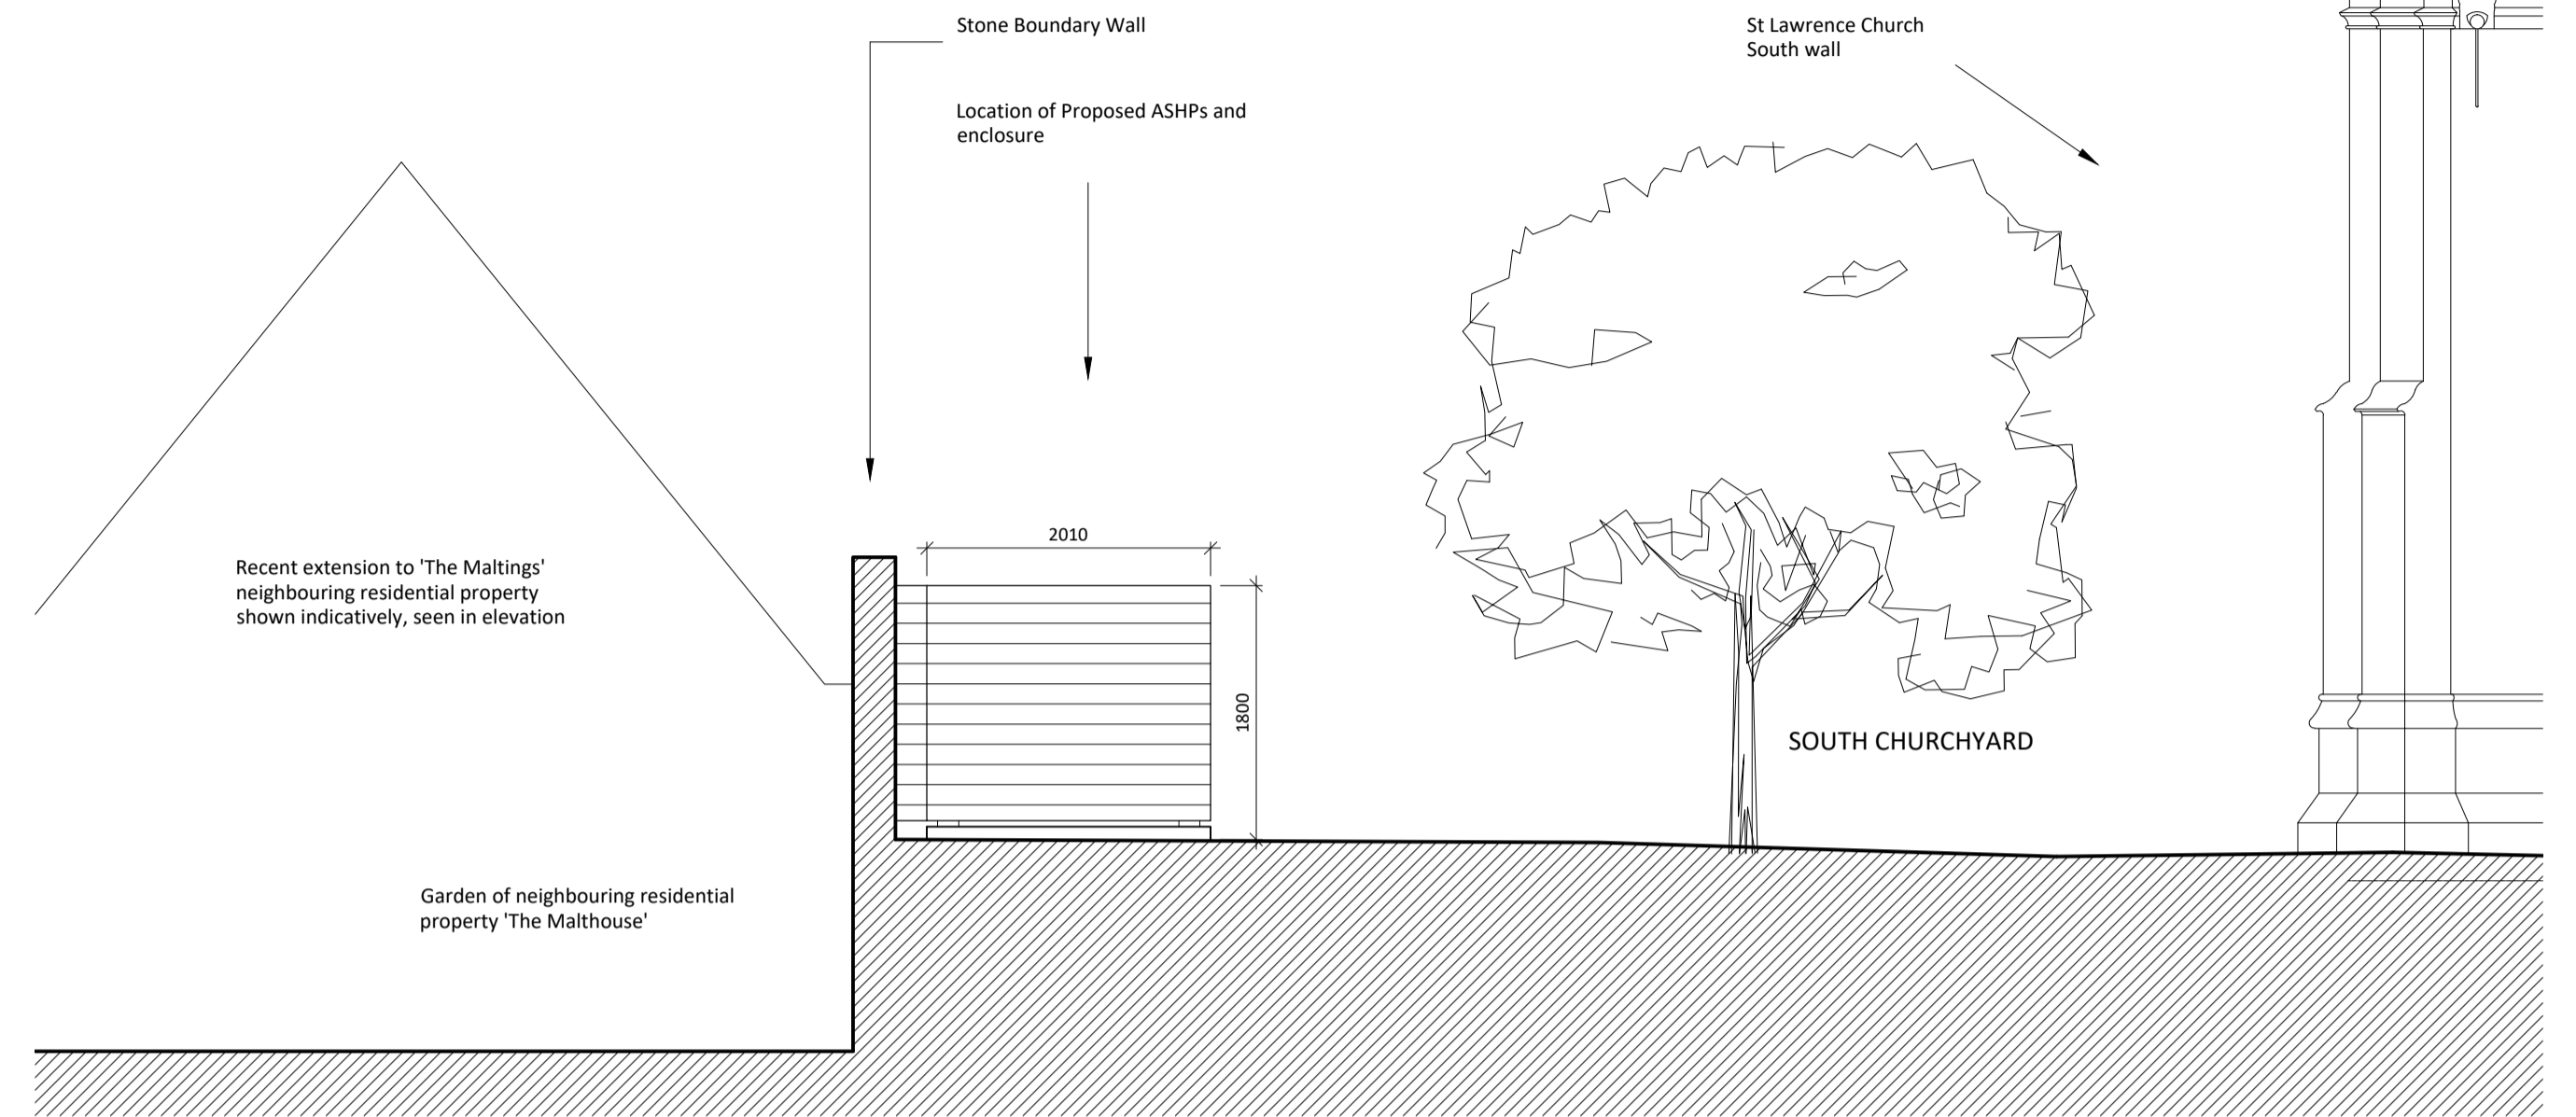 Stone Boundary Wall
St Lawrence Church
South wall
Location of Proposed ASHPs and
enclosure
2010
Recent extension to 'The Maltings'
neighbouring residential property
shown indicatively, seen in elevation
1800
SOUTH CHURCHYARD
Garden of neighbouring residential
property 'The Malthouse'